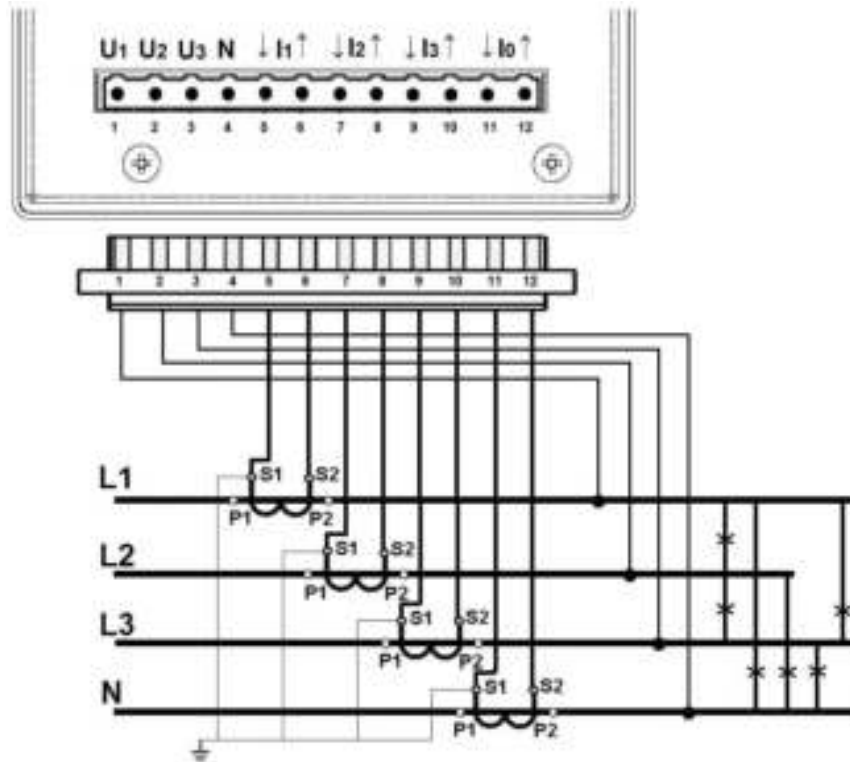 U1 U2 U3 N ↓ I1 ↑ ↓ I2 ↑ ↓ I3 ↑ ↓ I0 ↑
1 2 3 4 5 6 7 8 9 10 11 12
1 2 3 4 5 6 7 8 9 10 11 12
S1 S2
L1
P1 P2
S1 S2
L2
P1 P2
S1 S2
L3
P1 P2
S1 S2
N
P1 P2